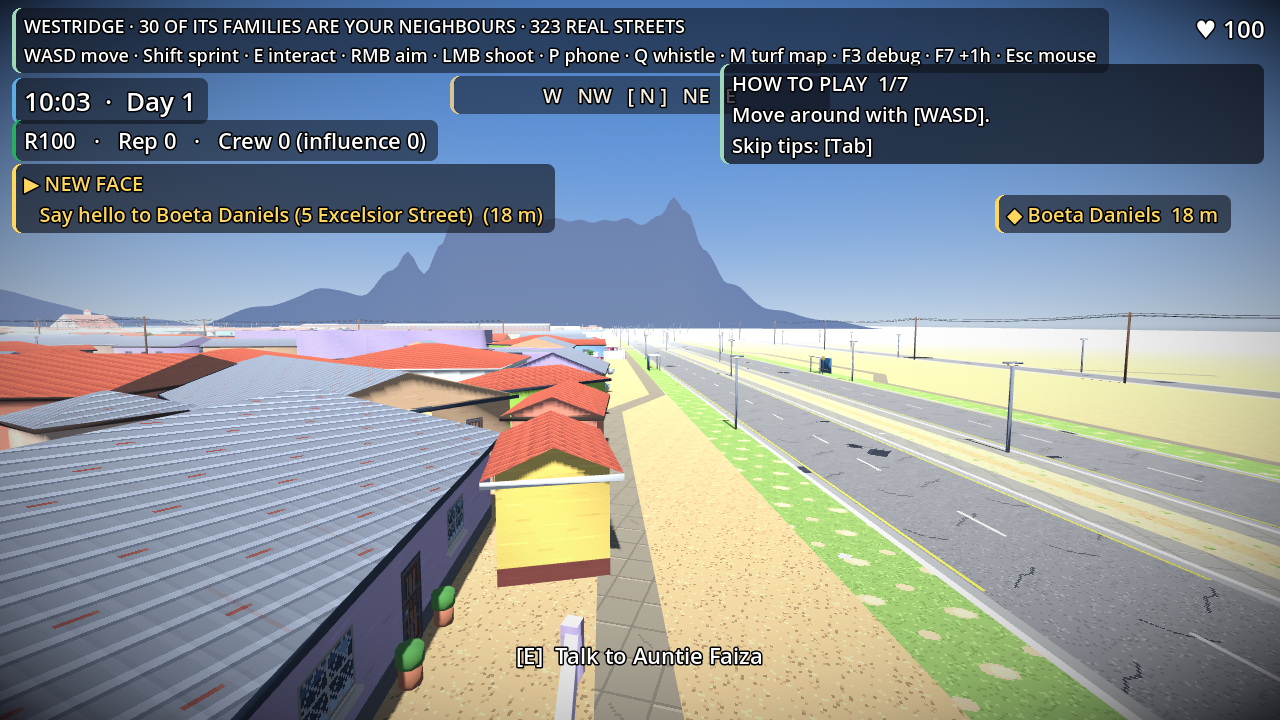 WESTRIDGE · 30 OF ITS FAMILIES ARE YOUR NEIGHBOURS · 323 REAL STREETS
WASD move · Shift sprint · E interact · RMB aim · LMB shoot · P phone · Q whistle · M turf map · F3 debug · F7 +1h · Esc mouse
♥ 100
10:03 · Day 1
W NW [ N ] NE E
HOW TO PLAY 1/7
Move around with [WASD].
Skip tips: [Tab]
R100 · Rep 0 · Crew 0 (influence 0)
▶ NEW FACE
Say hello to Boeta Daniels (5 Excelsior Street) (18 m)
◆ Boeta Daniels 18 m
[E] Talk to Auntie Faiza